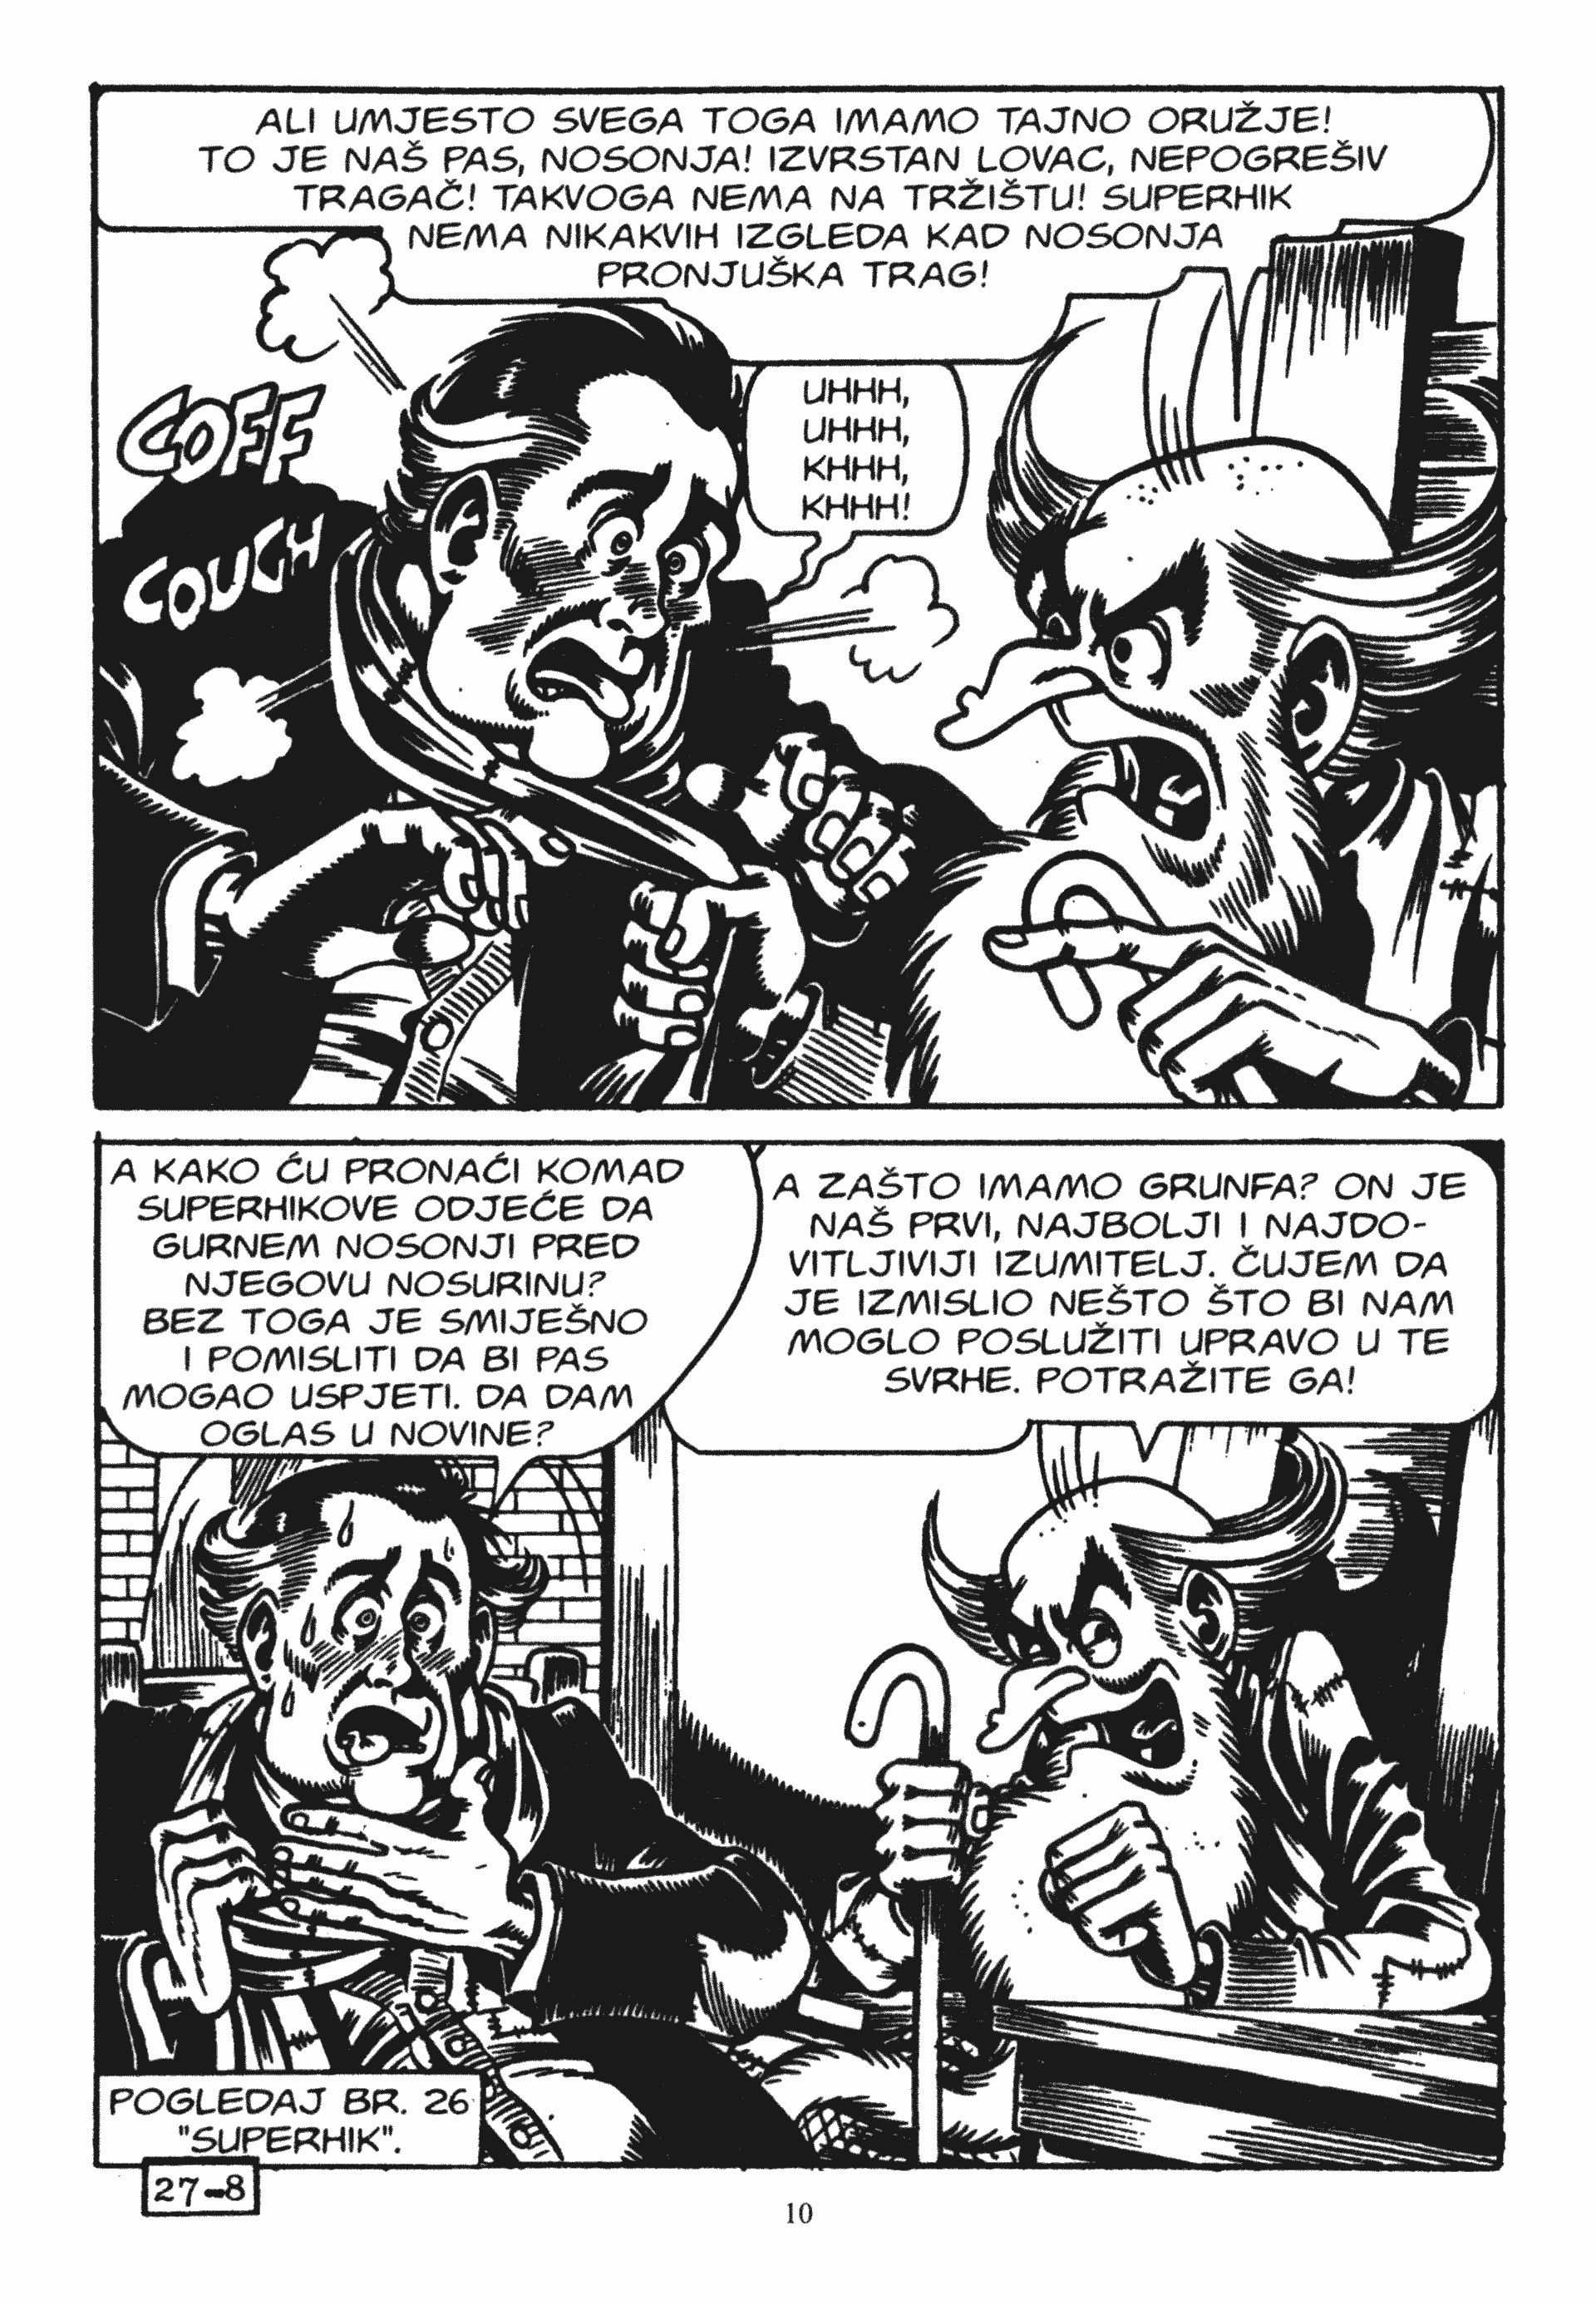 ALI UMJESTO SVEGA TOGA IMAMO TAJNO ORUŽJE!
TO JE NAŠ PAS, NOSONJA! IZVRSTAN LOVAC, NEPOGREŠIV
TRAGAČ! TAKVOGA NEMA NA TRŽIŠTU! SUPERHIK
NEMA NIKAKVIH IZGLEDA KAD NOSONJA
PRONJUŠKA TRAG!
COFF
COUGH
UHHH,
UHHH,
KHHH,
KHHH!
A KAKO ĆU PRONAĆI KOMAD
SUPERHIKOVE ODJEĆE DA
GURNEM NOSONJI PRED
NJEGOVU NOSURINU?
BEZ TOGA JE SMIJEŠNO
I POMISLITI DA BI PAS
MOGAO USPJETI. DA DAM
OGLAS U NOVINE?
A ZAŠTO IMAMO GRUNFA? ON JE
NAŠ PRVI, NAJBOLJI I NAJDO-
VITLJIVIJI IZUMITELJ. ČUJEM DA
JE IZMISLIO NEŠTO ŠTO BI NAM
MOGLO POSLUŽITI UPRAVO U TE
SVRHE. POTRAŽITE GA!
POGLEDAJ BR. 26
"SUPERHIK".
27-8
10